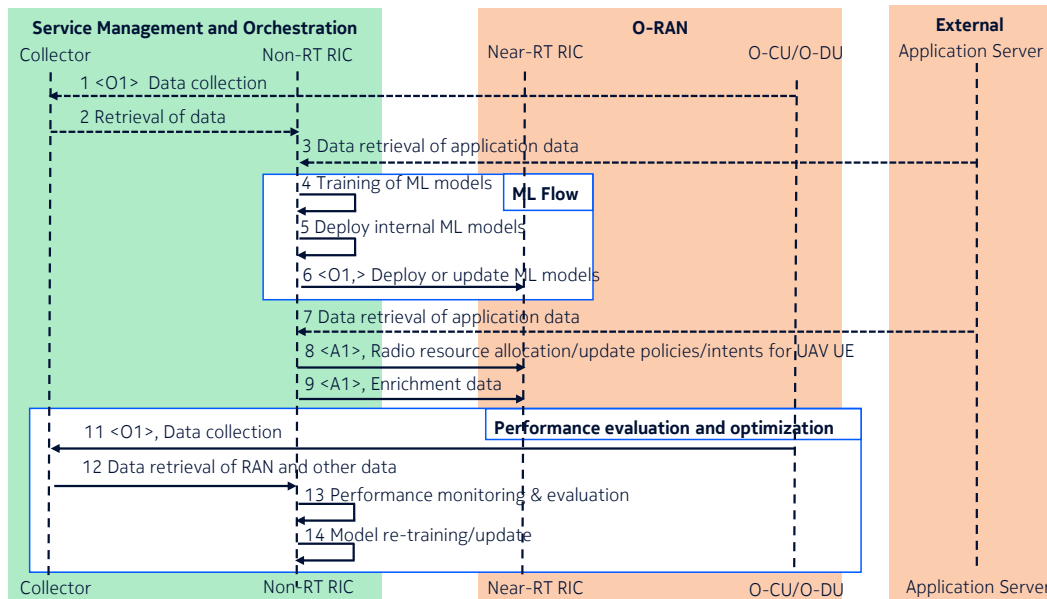 Service Management and Orchestration
O-RAN
External
Collector
Non-RT RIC
Near-RT RIC
O-CU/O-DU
Application Server
1 <O1> Data collection
2 Retrieval of data
3 Data retrieval of application data
4 Training of ML models
ML Flow
5 Deploy internal ML models
6 <O1,> Deploy or update ML models
7 Data retrieval of application data
8 <A1>, Radio resource allocation/update policies/intents for UAV UE
9 <A1>, Enrichment data
Performance evaluation and optimization
11 <O1>, Data collection
12 Data retrieval of RAN and other data
13 Performance monitoring & evaluation
14 Model re-training/update
Collector
Non-RT RIC
Near-RT RIC
O-CU/O-DU
Application Server